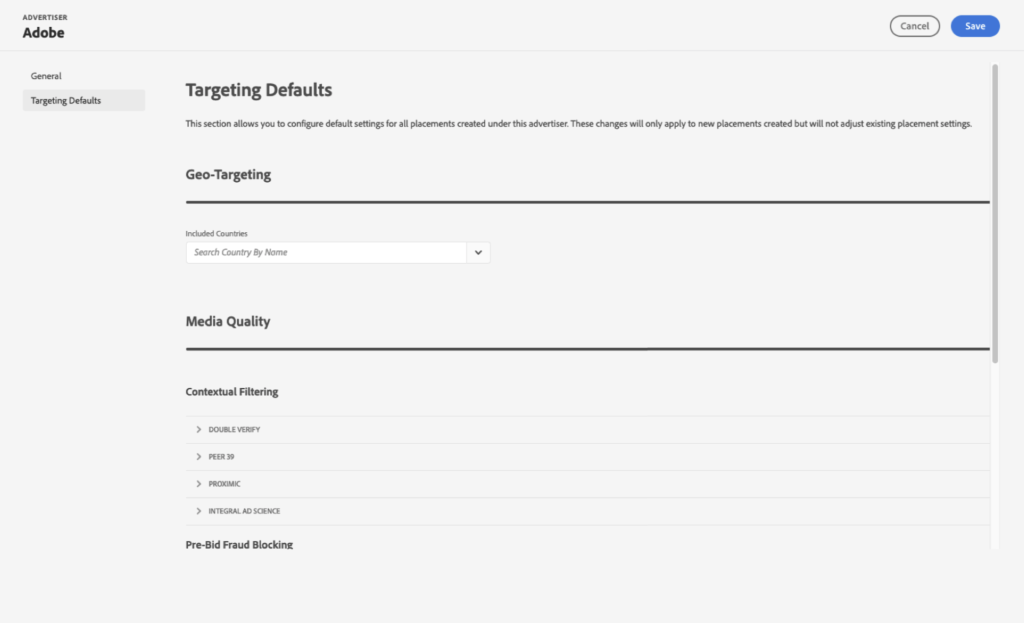 ADVERTISER
Adobe
Cancel
Save
General
Targeting Defaults
Targeting Defaults
This section allows you to configure default settings for all placements created under this advertiser. These changes will only apply to new placements created but will not adjust existing placement settings.
Geo-Targeting
Included Countries
Search Country By Name
Media Quality
Contextual Filtering
DOUBLE VERIFY
PEER 39
PROXIMIC
INTEGRAL AD SCIENCE
Pre-Bid Fraud Blocking